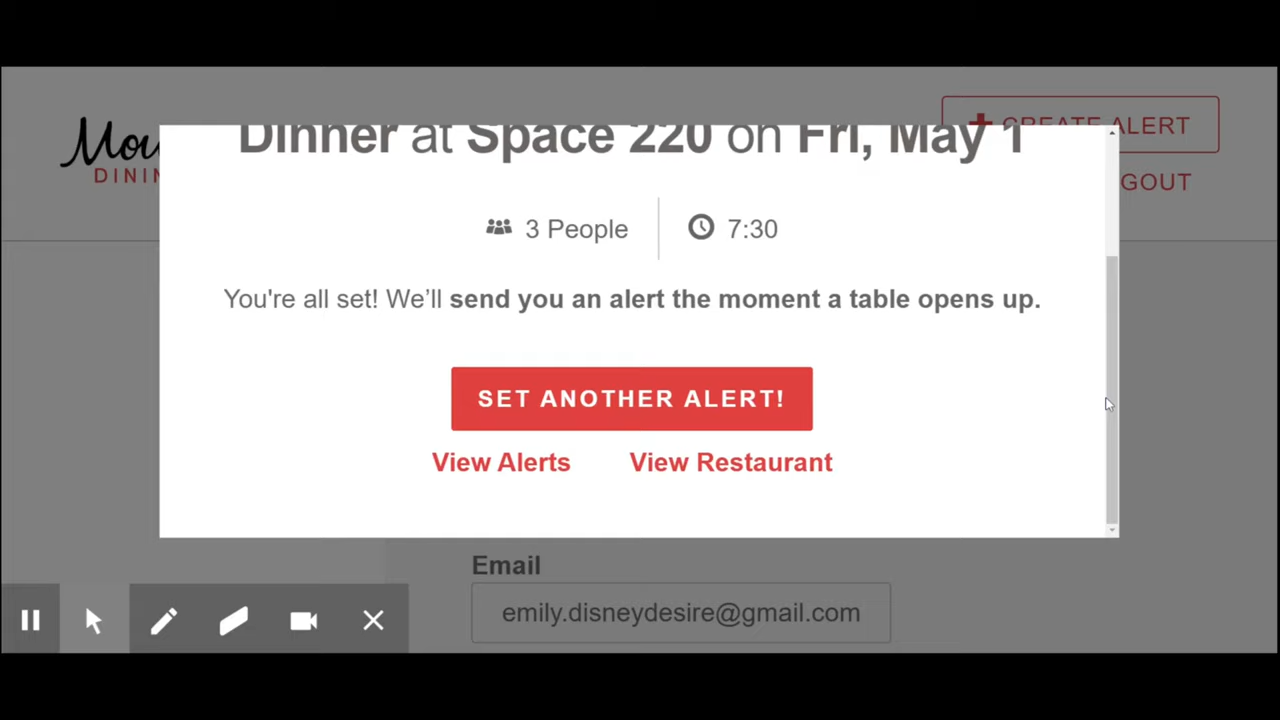 CREATE ALERT
Mou
DININ
GOUT
Dinner at Space 220 on Fri, May 1
3 People
7:30
You're all set! We'll send you an alert the moment a table opens up.
SET ANOTHER ALERT!
View Alerts View Restaurant
Email
emily.disneydesire@gmail.com